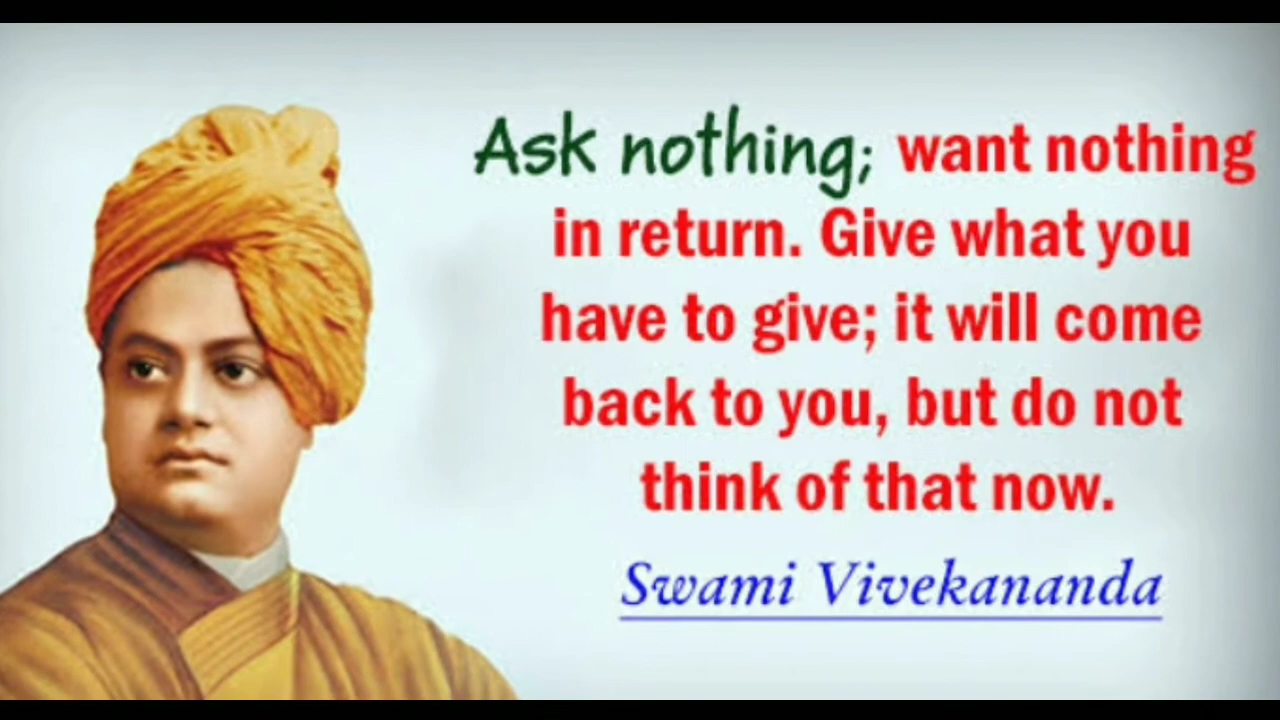 Ask nothing; want nothing
in return. Give what you
have to give; it will come
back to you, but do not
think of that now.
Swami Vivekananda